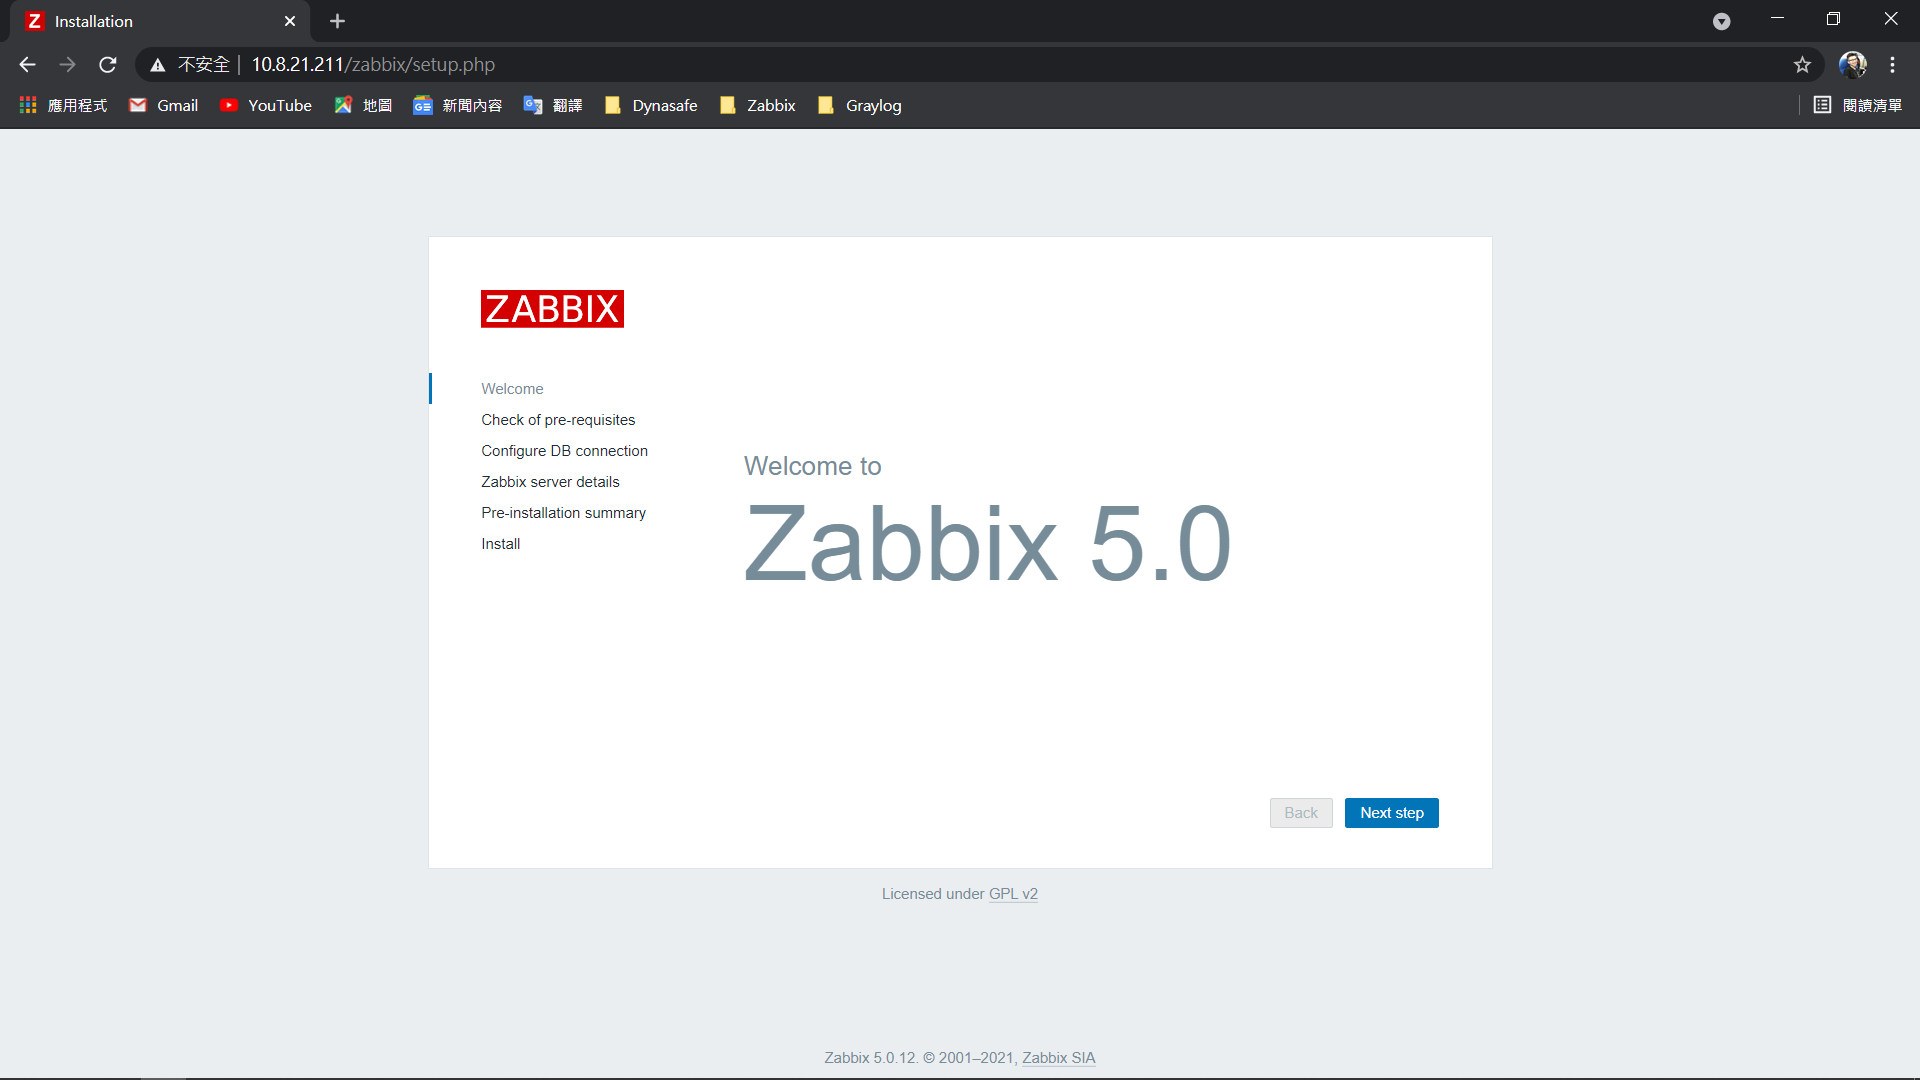 Z Installation
不安全 | 10.8.21.211/zabbix/setup.php
應用程式 Gmail YouTube 地圖 新聞內容 翻譯 Dynasafe Zabbix Graylog 閱讀清單
ZABBIX
Welcome
Check of pre-requisites
Configure DB connection
Zabbix server details
Pre-installation summary
Install
Welcome to
Zabbix 5.0
Back Next step
Licensed under GPL v2
Zabbix 5.0.12. © 2001–2021, Zabbix SIA